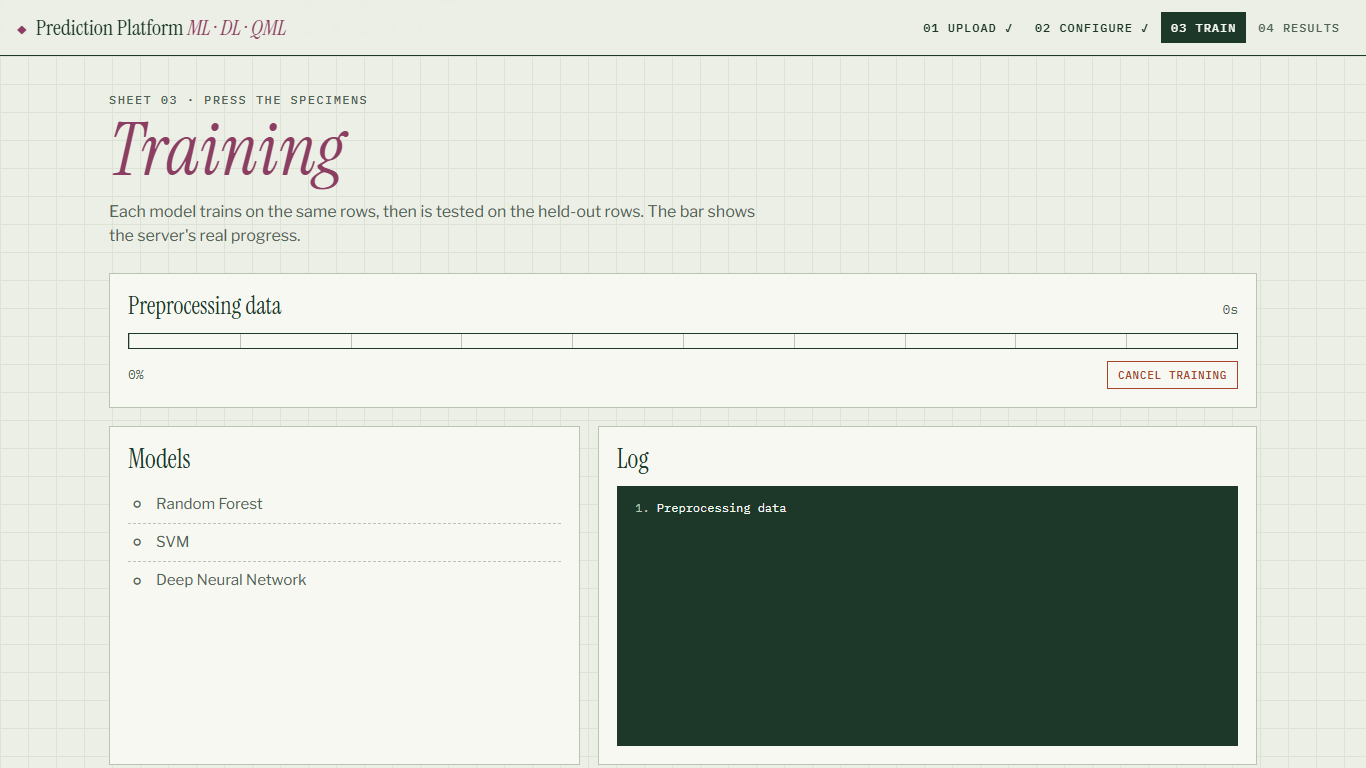 Prediction Platform ML · DL · QML
01 UPLOAD ✓ 02 CONFIGURE ✓ 03 TRAIN 04 RESULTS
SHEET 03 · PRESS THE SPECIMENS
Training
Each model trains on the same rows, then is tested on the held-out rows. The bar shows
the server's real progress.
Preprocessing data
0s
0%
CANCEL TRAINING
Models
Random Forest
SVM
Deep Neural Network
Log
1. Preprocessing data